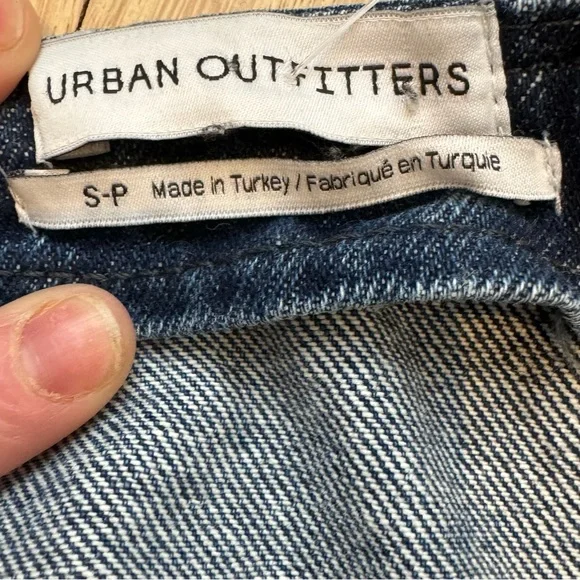 URBAN OUTFITTERS
S-P Made in Turkey / Fabriqué en Turquie